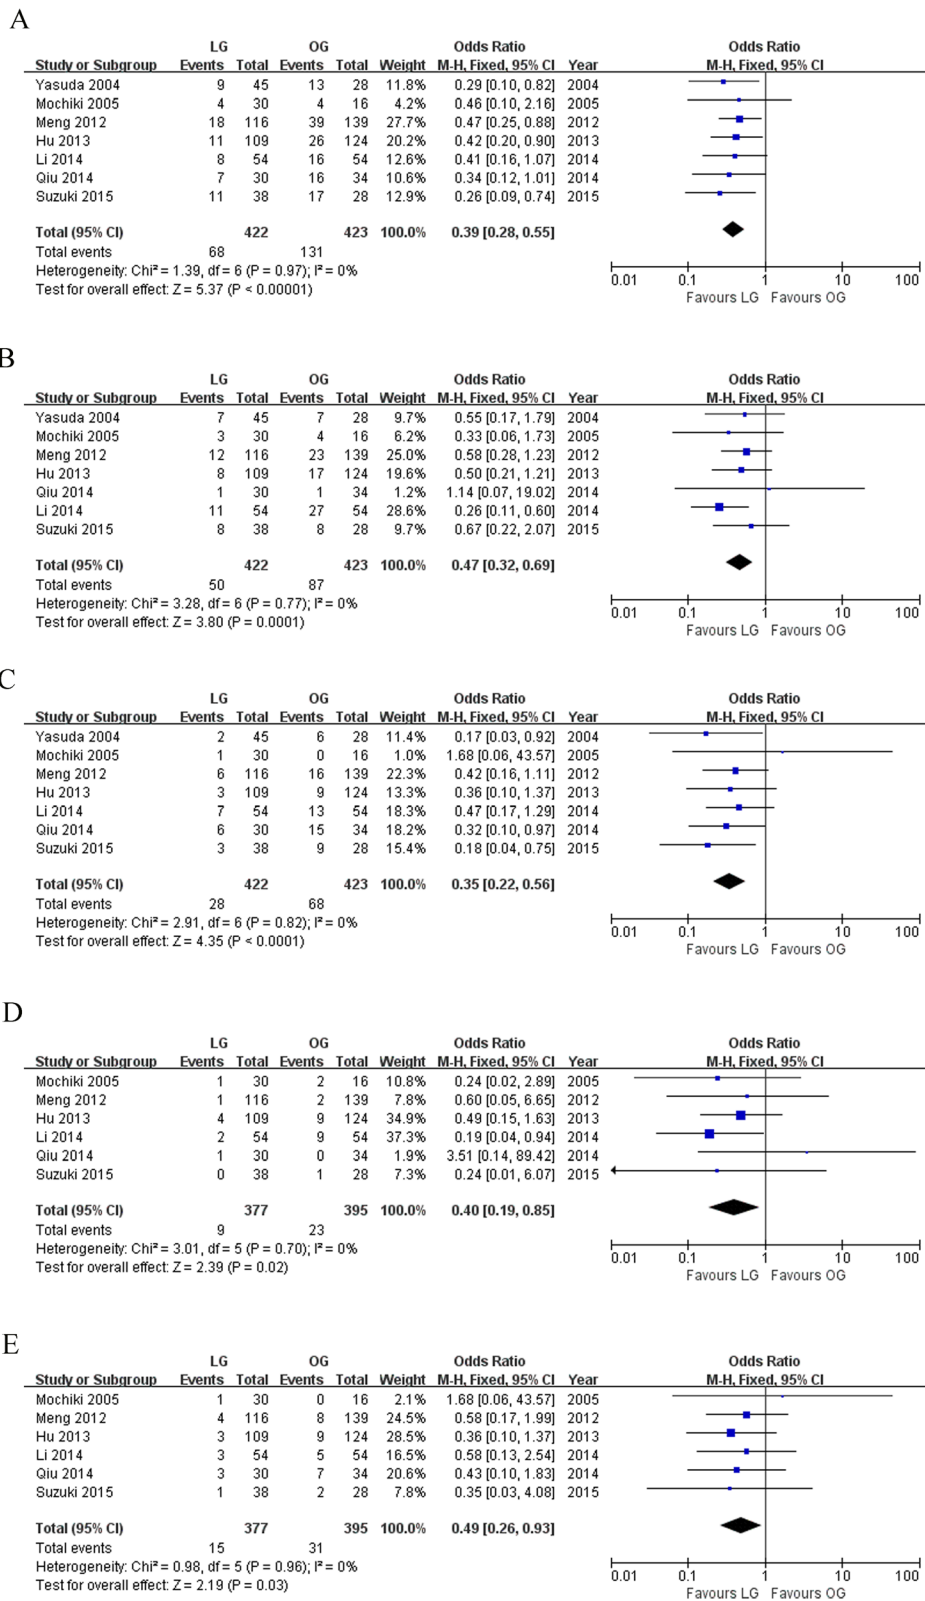 A
LG OG Odds Ratio Odds Ratio
Study or Subgroup Events Total Events Total Weight M-H, Fixed, 95% CI Year M-H, Fixed, 95% CI
Yasuda 2004 9 45 13 28 11.8% 0.29 [0.10, 0.82] 2004
Mochiki 2005 4 30 4 16 4.2% 0.46 [0.10, 2.16] 2005
Meng 2012 18 116 39 139 27.7% 0.47 [0.25, 0.88] 2012
Hu 2013 11 109 26 124 20.2% 0.42 [0.20, 0.90] 2013
Li 2014 8 54 16 54 12.6% 0.41 [0.16, 1.07] 2014
Qiu 2014 7 30 16 34 10.6% 0.34 [0.12, 1.01] 2014
Suzuki 2015 11 38 17 28 12.9% 0.26 [0.09, 0.74] 2015
Total (95% CI) 422 423 100.0% 0.39 [0.28, 0.55]
Total events 68 131
Heterogeneity: Chi² = 1.39, df = 6 (P = 0.97); I² = 0%
Test for overall effect: Z = 5.37 (P < 0.00001)
0.01 0.1 1 10 100
Favours LG Favours OG
B
LG OG Odds Ratio Odds Ratio
Study or Subgroup Events Total Events Total Weight M-H, Fixed, 95% CI Year M-H, Fixed, 95% CI
Yasuda 2004 7 45 7 28 9.7% 0.55 [0.17, 1.79] 2004
Mochiki 2005 3 30 4 16 6.2% 0.33 [0.06, 1.73] 2005
Meng 2012 12 116 23 139 25.0% 0.58 [0.28, 1.23] 2012
Hu 2013 8 109 17 124 19.6% 0.50 [0.21, 1.21] 2013
Qiu 2014 1 30 1 34 1.2% 1.14 [0.07, 19.02] 2014
Li 2014 11 54 27 54 28.6% 0.26 [0.11, 0.60] 2014
Suzuki 2015 8 38 8 28 9.7% 0.67 [0.22, 2.07] 2015
Total (95% CI) 422 423 100.0% 0.47 [0.32, 0.69]
Total events 50 87
Heterogeneity: Chi² = 3.28, df = 6 (P = 0.77); I² = 0%
Test for overall effect: Z = 3.80 (P = 0.0001)
0.01 0.1 1 10 100
Favours LG Favours OG
C
LG OG Odds Ratio Odds Ratio
Study or Subgroup Events Total Events Total Weight M-H, Fixed, 95% CI Year M-H, Fixed, 95% CI
Yasuda 2004 2 45 6 28 11.4% 0.17 [0.03, 0.92] 2004
Mochiki 2005 1 30 0 16 1.0% 1.68 [0.06, 43.57] 2005
Meng 2012 6 116 16 139 22.3% 0.42 [0.16, 1.11] 2012
Hu 2013 3 109 9 124 13.3% 0.36 [0.10, 1.37] 2013
Li 2014 7 54 13 54 18.3% 0.47 [0.17, 1.29] 2014
Qiu 2014 6 30 15 34 18.2% 0.32 [0.10, 0.97] 2014
Suzuki 2015 3 38 9 28 15.4% 0.18 [0.04, 0.75] 2015
Total (95% CI) 422 423 100.0% 0.35 [0.22, 0.56]
Total events 28 68
Heterogeneity: Chi² = 2.91, df = 6 (P = 0.82); I² = 0%
Test for overall effect: Z = 4.35 (P < 0.0001)
0.01 0.1 1 10 100
Favours LG Favours OG
D
LG OG Odds Ratio Odds Ratio
Study or Subgroup Events Total Events Total Weight M-H, Fixed, 95% CI Year M-H, Fixed, 95% CI
Mochiki 2005 1 30 2 16 10.8% 0.24 [0.02, 2.89] 2005
Meng 2012 1 116 2 139 7.8% 0.60 [0.05, 6.65] 2012
Hu 2013 4 109 9 124 34.9% 0.49 [0.15, 1.63] 2013
Li 2014 2 54 9 54 37.3% 0.19 [0.04, 0.94] 2014
Qiu 2014 1 30 0 34 1.9% 3.51 [0.14, 89.42] 2014
Suzuki 2015 0 38 1 28 7.3% 0.24 [0.01, 6.07] 2015
Total (95% CI) 377 395 100.0% 0.40 [0.19, 0.85]
Total events 9 23
Heterogeneity: Chi² = 3.01, df = 5 (P = 0.70); I² = 0%
Test for overall effect: Z = 2.39 (P = 0.02)
0.01 0.1 1 10 100
Favours LG Favours OG
E
LG OG Odds Ratio Odds Ratio
Study or Subgroup Events Total Events Total Weight M-H, Fixed, 95% CI Year M-H, Fixed, 95% CI
Mochiki 2005 1 30 0 16 2.1% 1.68 [0.06, 43.57] 2005
Meng 2012 4 116 8 139 24.5% 0.58 [0.17, 1.99] 2012
Hu 2013 3 109 9 124 28.5% 0.36 [0.10, 1.37] 2013
Li 2014 3 54 5 54 16.5% 0.58 [0.13, 2.54] 2014
Qiu 2014 3 30 7 34 20.6% 0.43 [0.10, 1.83] 2014
Suzuki 2015 1 38 2 28 7.8% 0.35 [0.03, 4.08] 2015
Total (95% CI) 377 395 100.0% 0.49 [0.26, 0.93]
Total events 15 31
Heterogeneity: Chi² = 0.98, df = 5 (P = 0.96); I² = 0%
Test for overall effect: Z = 2.19 (P = 0.03)
0.01 0.1 1 10 100
Favours LG Favours OG